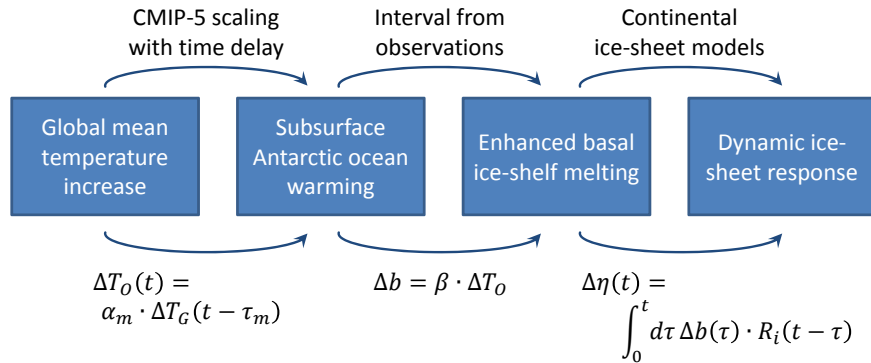 CMIP-5 scaling
with time delay
Interval from
observations
Continental
ice-sheet models
Global mean
temperature
increase
Subsurface
Antarctic ocean
warming
Enhanced basal
ice-shelf melting
Dynamic ice-
sheet response
ΔT_O(t) =
α_m · ΔT_G(t − τ_m)
Δb = β · ΔT_O
Δη(t) =
∫_0^t dτ Δb(τ) · R_i(t − τ)